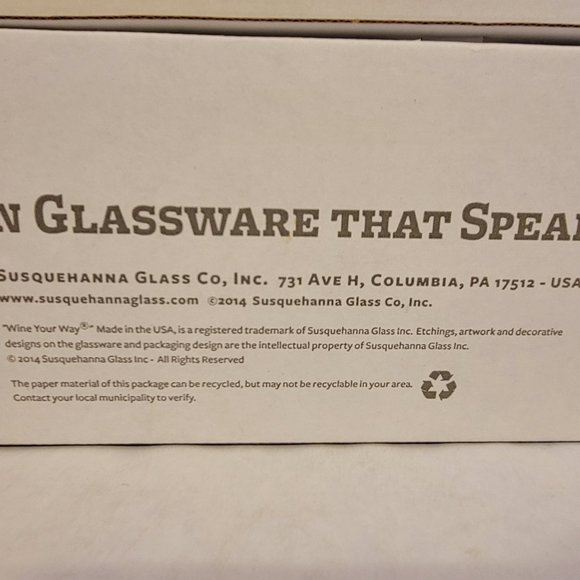 N GLASSWARE THAT SPEA
SUSQUEHANNA GLASS CO, INC. 731 AVE H, COLUMBIA, PA 17512 - USA
www.susquehannaglass.com ©2014 Susquehanna Glass Co, Inc.
"Wine Your Way®" Made in the USA, is a registered trademark of Susquehanna Glass Inc. Etchings, artwork and decorative
designs on the glassware and packaging design are the intellectual property of Susquehanna Glass Inc.
© 2014 Susquehanna Glass Inc - All Rights Reserved
The paper material of this package can be recycled, but may not be recyclable in your area.
Contact your local municipality to verify.